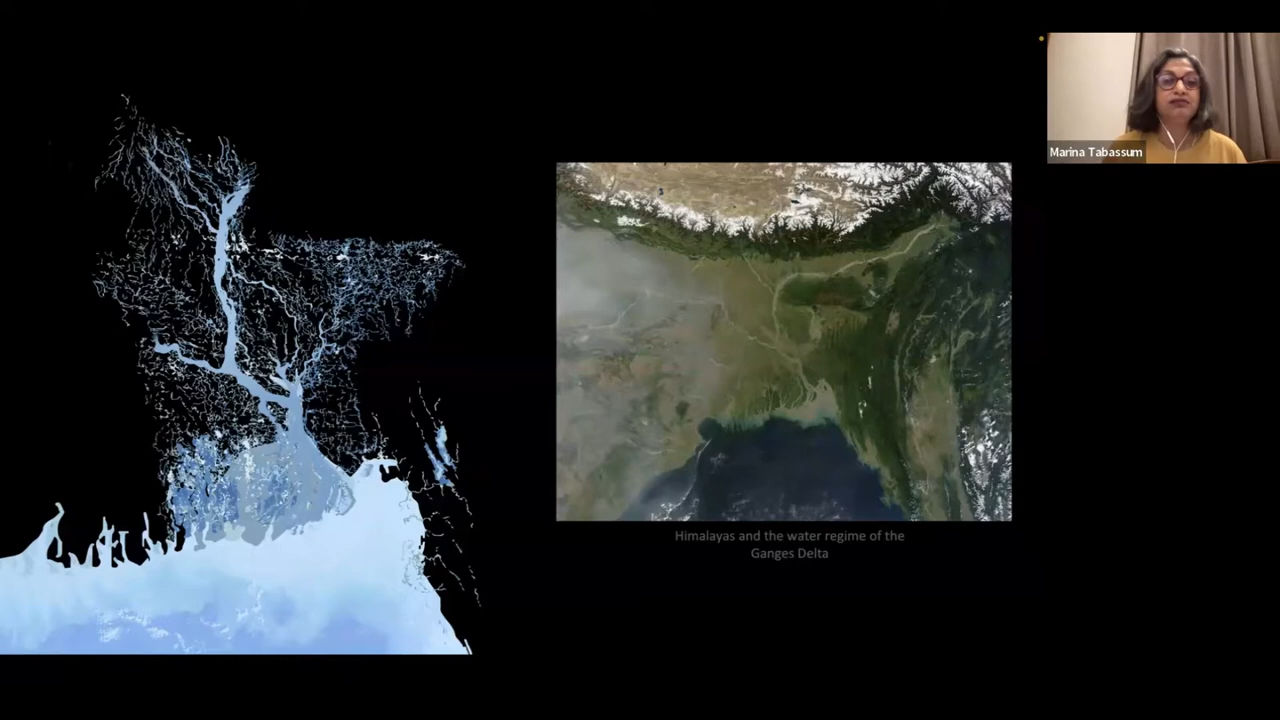 Marina Tabassum
Himalayas and the water regime of the
Ganges Delta